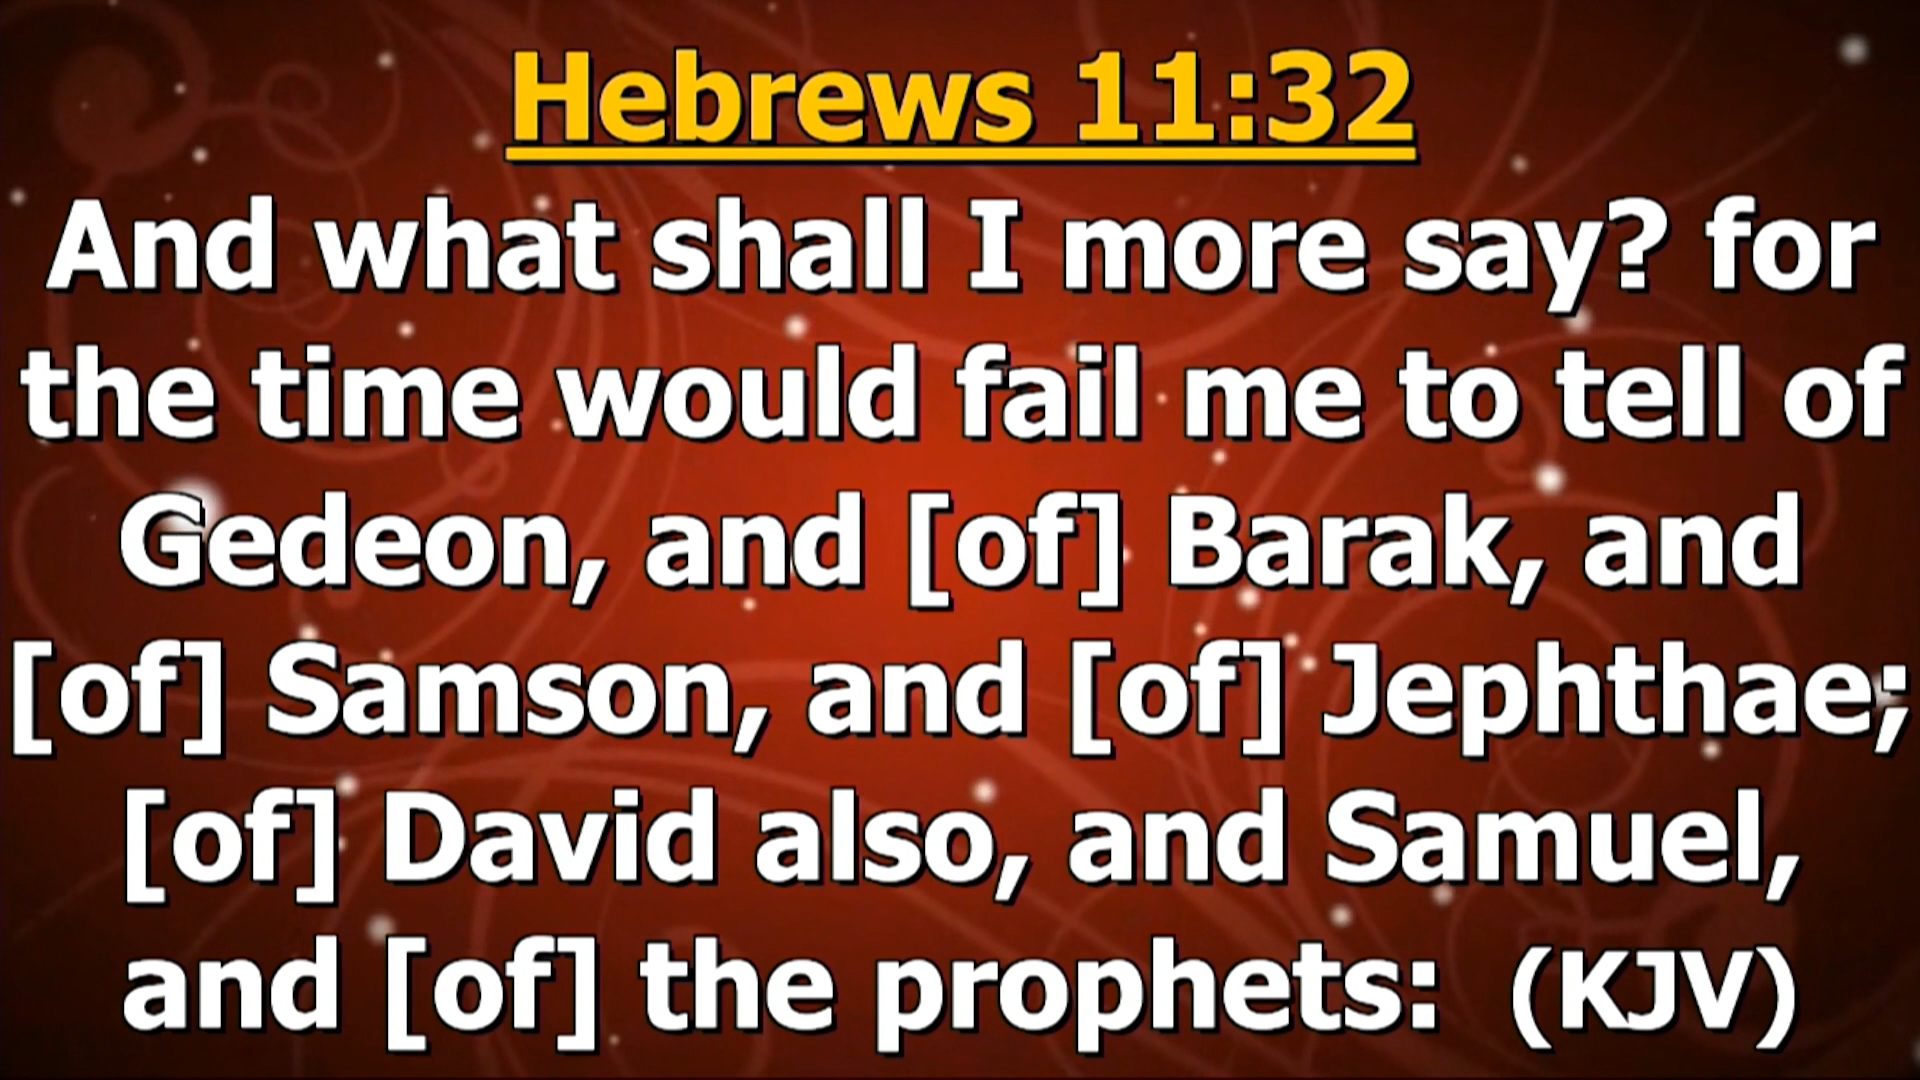 Hebrews 11:32
And what shall I more say? for
the time would fail me to tell of
Gedeon, and [of] Barak, and
[of] Samson, and [of] Jephthae;
[of] David also, and Samuel,
and [of] the prophets: (KJV)